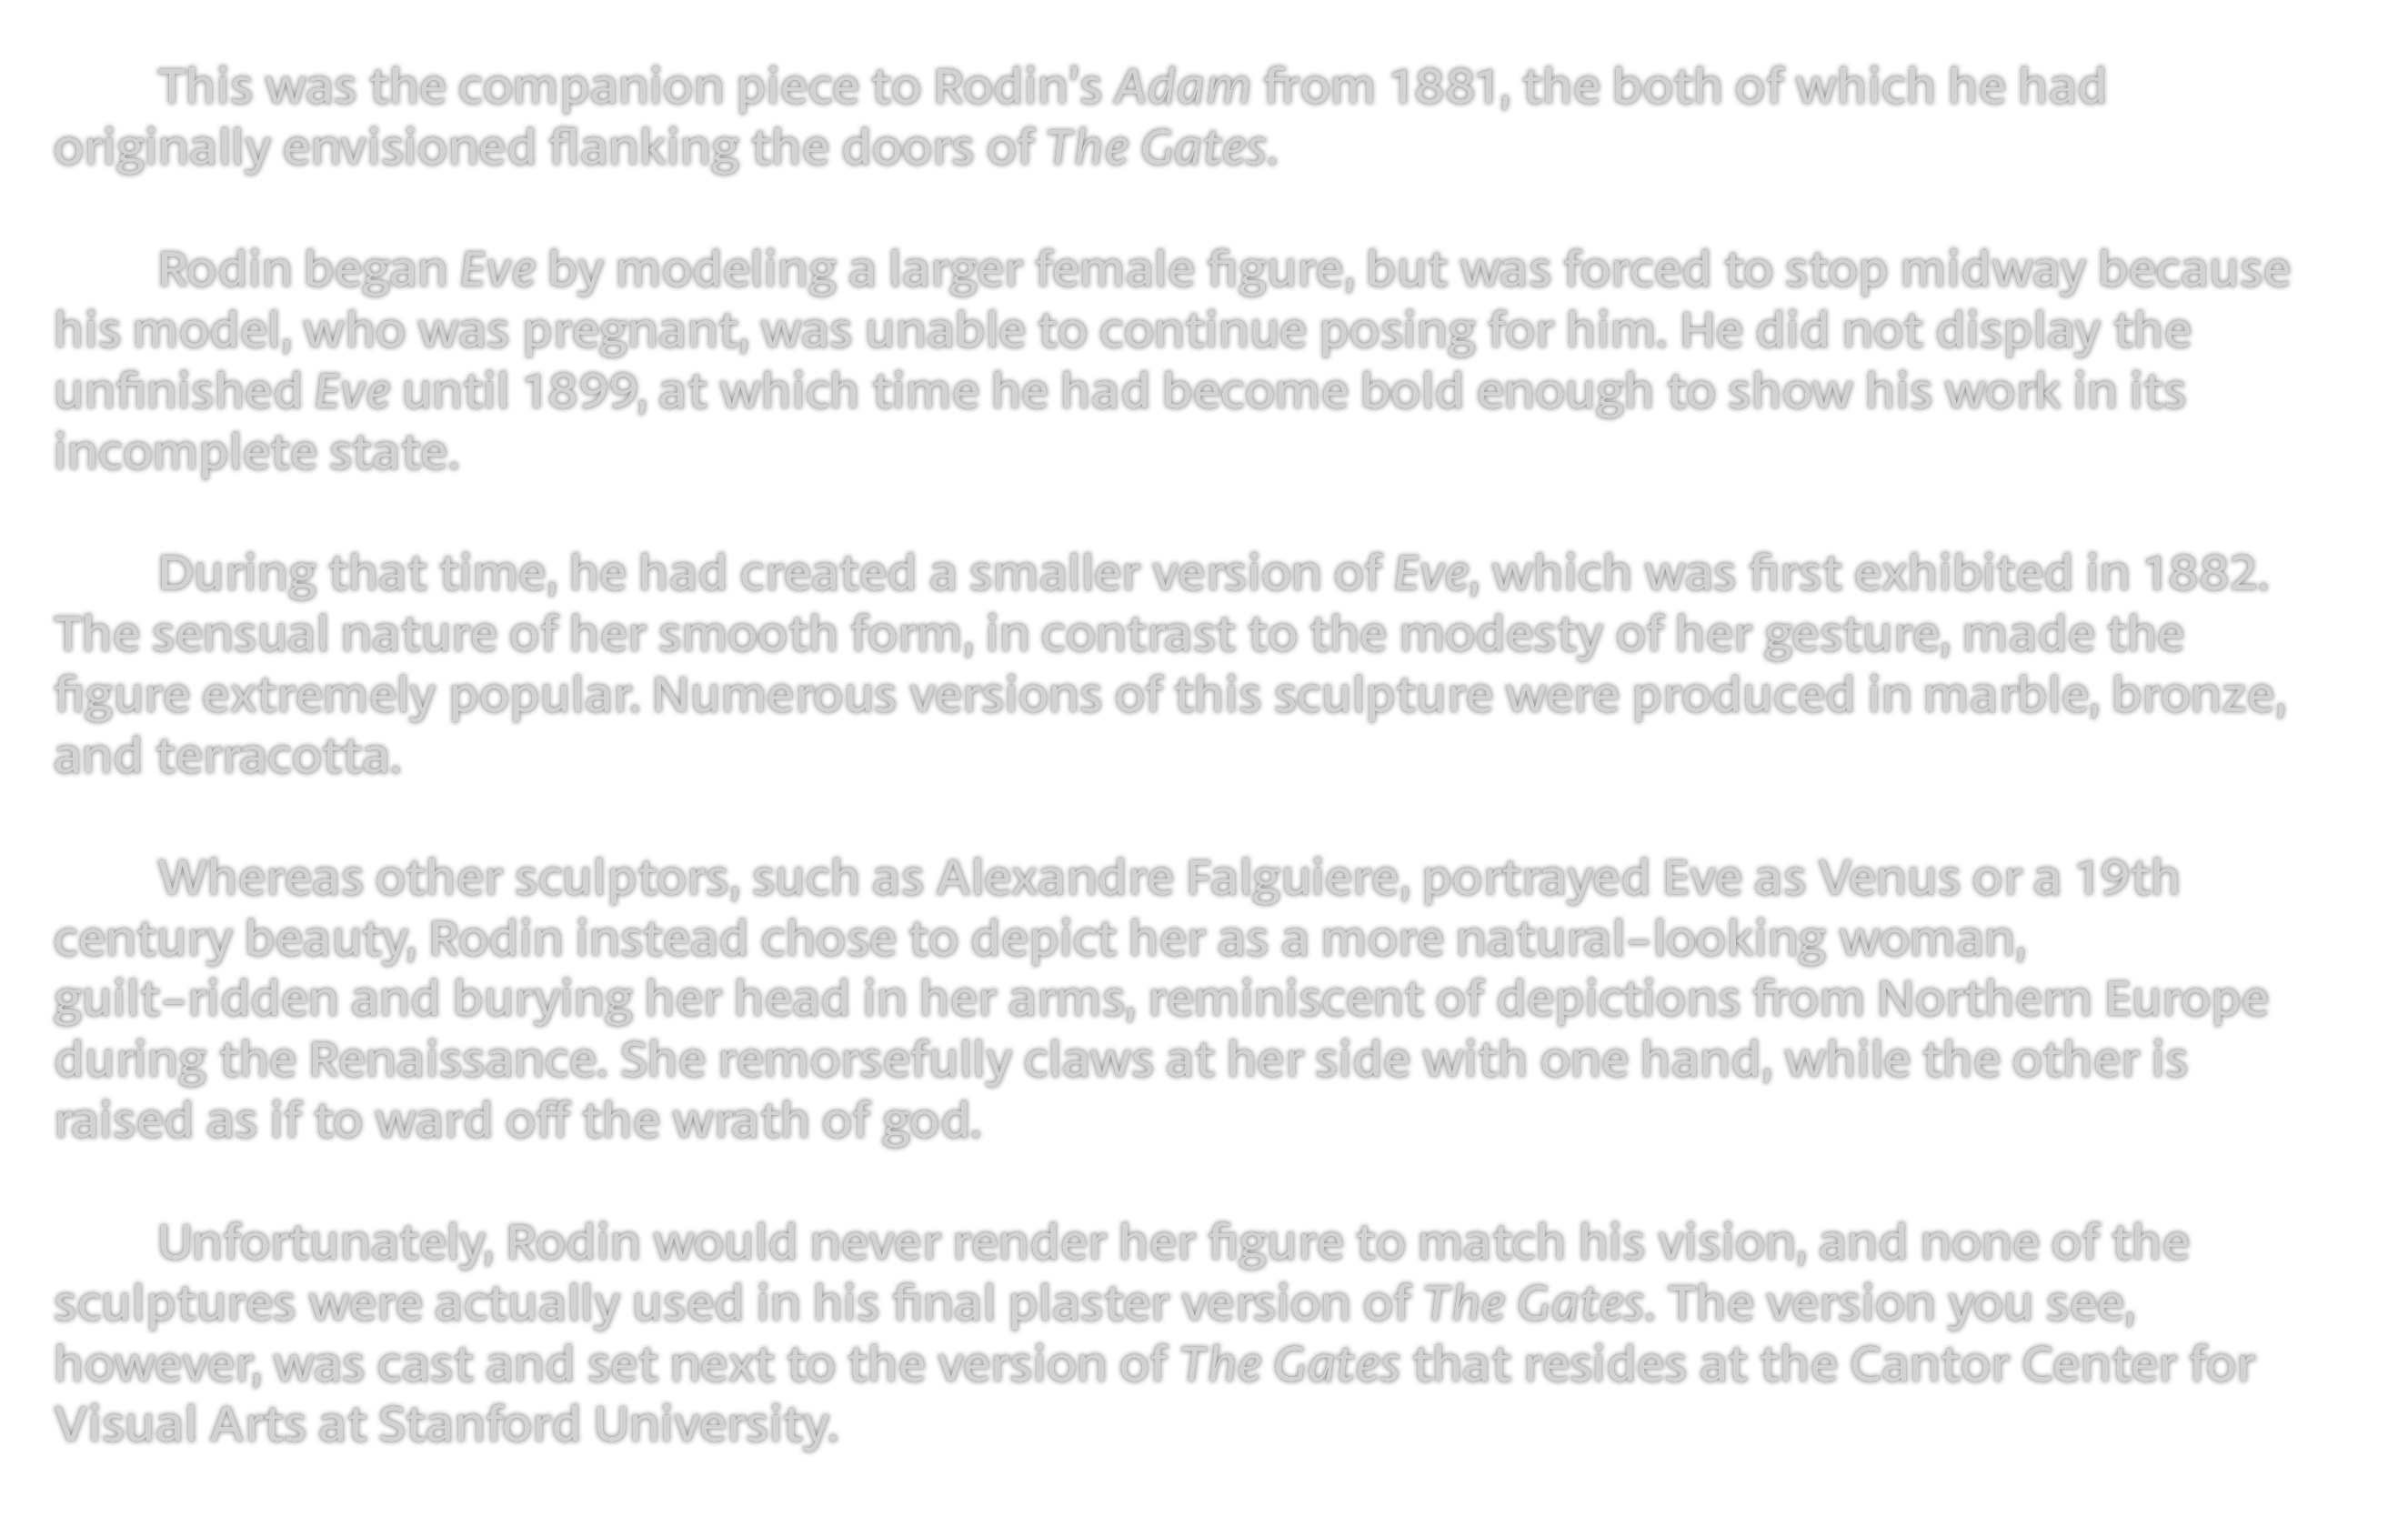 This was the companion piece to Rodin's Adam from 1881, the both of which he had
originally envisioned flanking the doors of The Gates.
Rodin began Eve by modeling a larger female figure, but was forced to stop midway because
his model, who was pregnant, was unable to continue posing for him. He did not display the
unfinished Eve until 1899, at which time he had become bold enough to show his work in its
incomplete state.
During that time, he had created a smaller version of Eve, which was first exhibited in 1882.
The sensual nature of her smooth form, in contrast to the modesty of her gesture, made the
figure extremely popular. Numerous versions of this sculpture were produced in marble, bronze,
and terracotta.
Whereas other sculptors, such as Alexandre Falguiere, portrayed Eve as Venus or a 19th
century beauty, Rodin instead chose to depict her as a more natural-looking woman,
guilt-ridden and burying her head in her arms, reminiscent of depictions from Northern Europe
during the Renaissance. She remorsefully claws at her side with one hand, while the other is
raised as if to ward off the wrath of god.
Unfortunately, Rodin would never render her figure to match his vision, and none of the
sculptures were actually used in his final plaster version of The Gates. The version you see,
however, was cast and set next to the version of The Gates that resides at the Cantor Center for
Visual Arts at Stanford University.